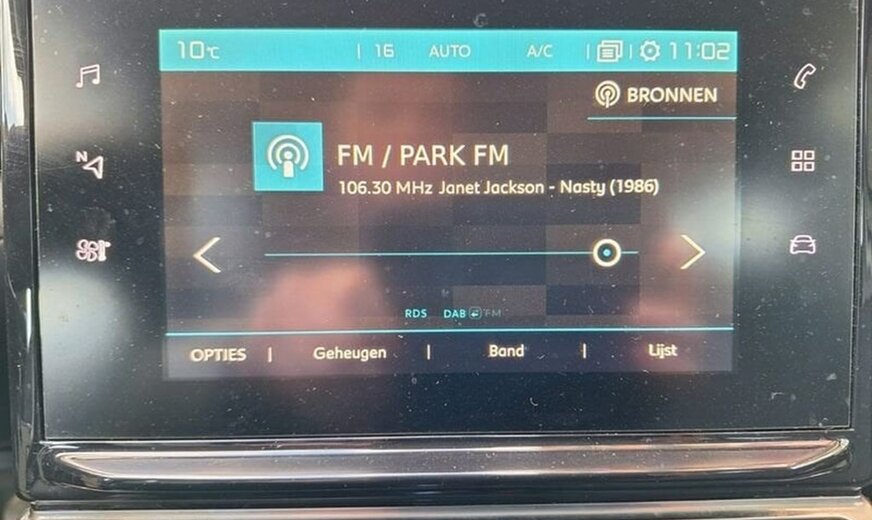 10°C | 16 AUTO A/C | | 11:02
BRONNEN
FM / PARK FM
106.30 MHz Janet Jackson - Nasty (1986)
N
RDS DAB FM
OPTIES | Geheugen | Band | Lijst